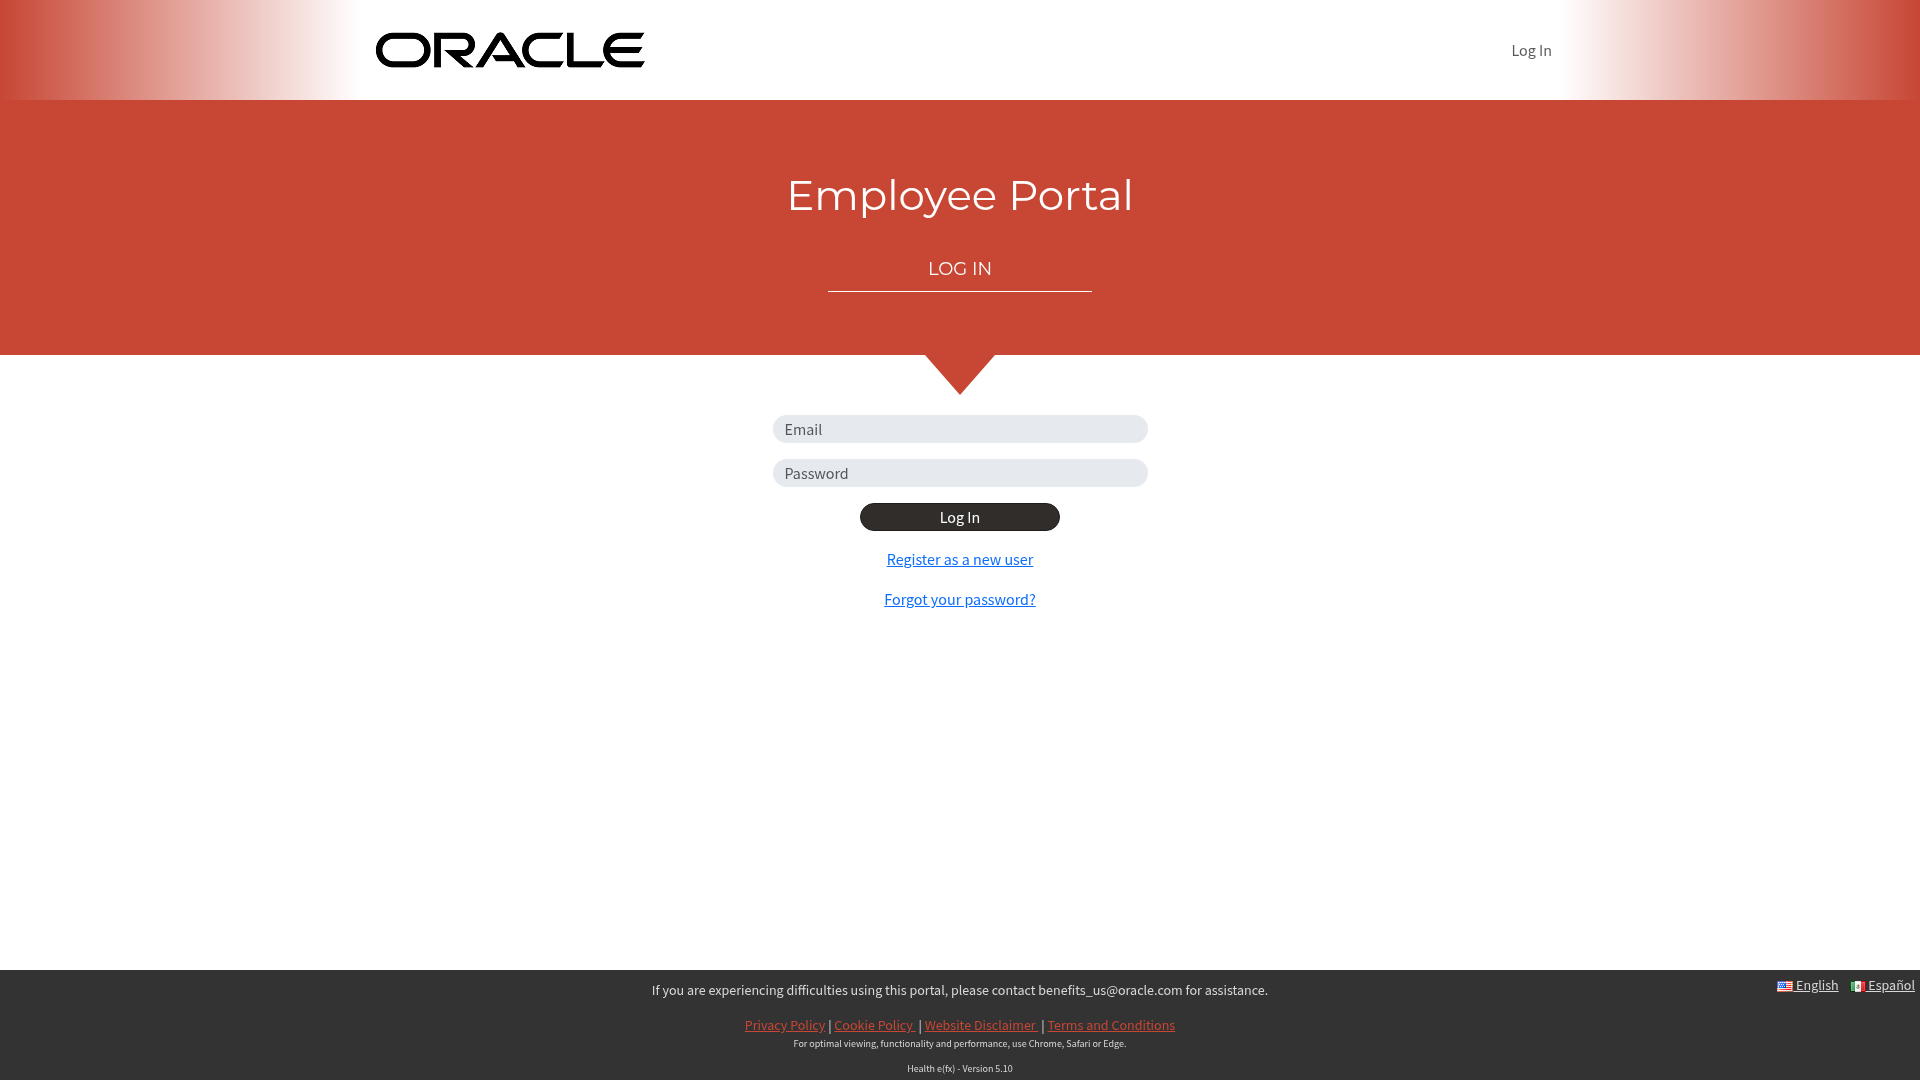 ORACLE
Log In
Employee Portal
LOG IN
Email
Password
Log In
Register as a new user
Forgot your password?
If you are experiencing difficulties using this portal, please contact benefits_us@oracle.com for assistance.
English Español
Privacy Policy | Cookie Policy | Website Disclaimer | Terms and Conditions
For optimal viewing, functionality and performance, use Chrome, Safari or Edge.
Health e(fx) - Version 5.10